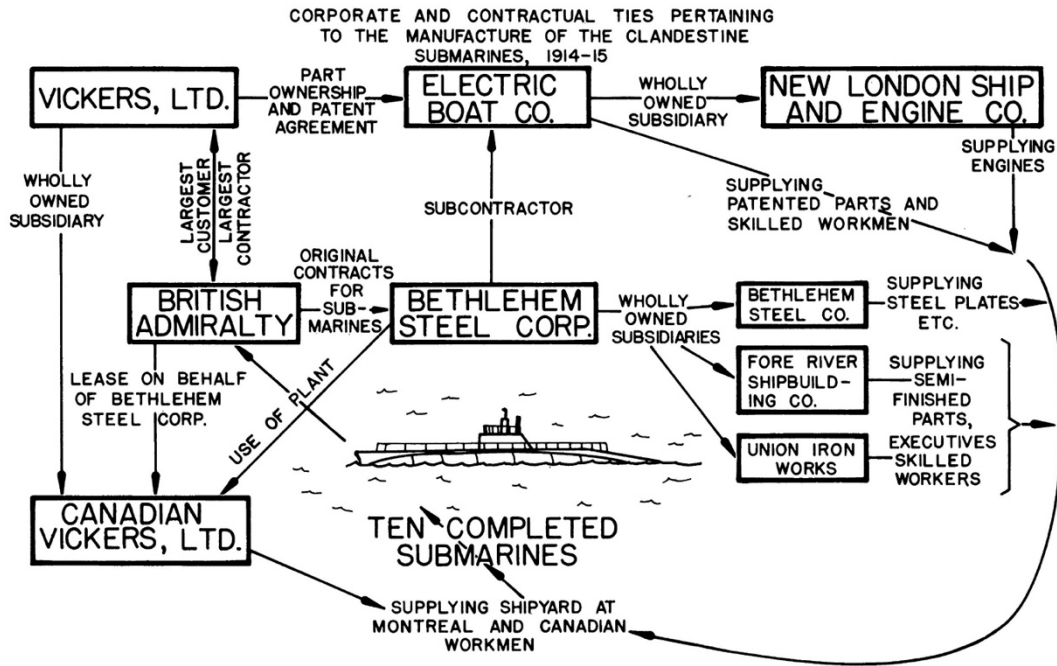 CORPORATE AND CONTRACTUAL TIES PERTAINING
TO THE MANUFACTURE OF THE CLANDESTINE
SUBMARINES, 1914-15
VICKERS, LTD.
PART
OWNERSHIP
AND PATENT
AGREEMENT
ELECTRIC
BOAT CO.
WHOLLY
OWNED
SUBSIDIARY
NEW LONDON SHIP
AND ENGINE CO.
WHOLLY
OWNED
SUBSIDIARY
LARGEST
CUSTOMER
LARGEST
CONTRACTOR
SUBCONTRACTOR
SUPPLYING
PATENTED PARTS AND
SKILLED WORKMEN
SUPPLYING
ENGINES
BRITISH
ADMIRALTY
ORIGINAL
CONTRACTS
FOR
SUB-
MARINES
BETHLEHEM
STEEL CORP.
WHOLLY
OWNED
SUBSIDIARIES
BETHLEHEM
STEEL CO.
SUPPLYING
STEEL PLATES
ETC.
FORE RIVER
SHIPBUILD-
ING CO.
UNION IRON
WORKS
SUPPLYING
SEMI-
FINISHED
PARTS,
EXECUTIVES
SKILLED
WORKERS
LEASE ON BEHALF
OF BETHLEHEM
STEEL CORP.
USE OF PLANT
CANADIAN
VICKERS, LTD.
TEN COMPLETED
SUBMARINES
SUPPLYING SHIPYARD AT
MONTREAL AND CANADIAN
WORKMEN